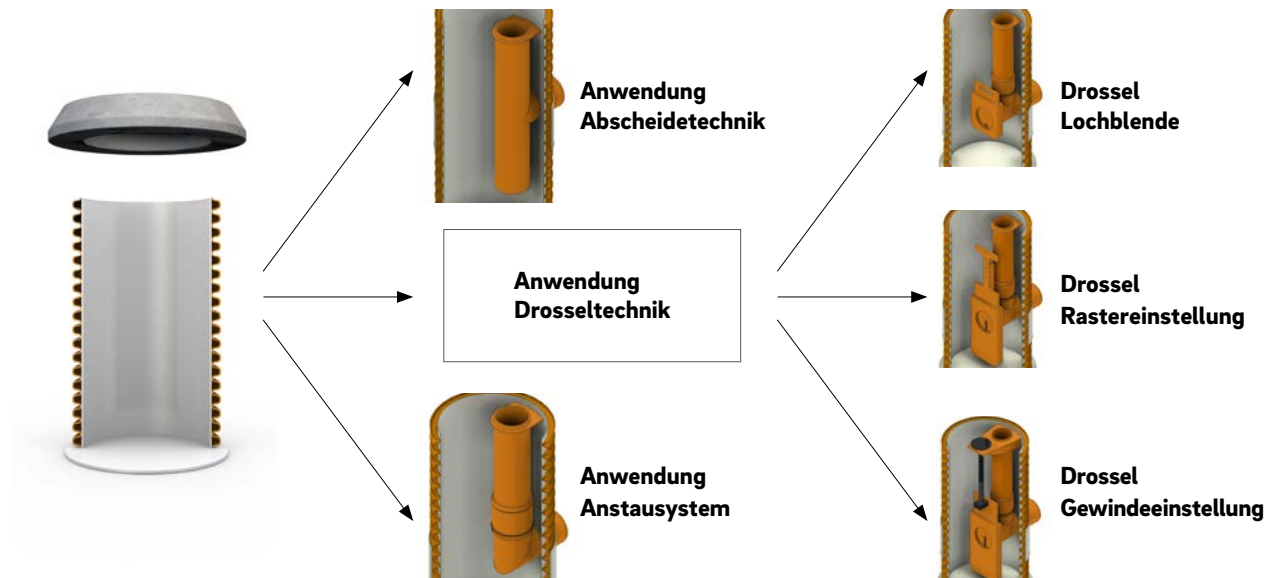 Anwendung
Abscheidetechnik
Anwendung
Drosseltechnik
Anwendung
Anstausystem
Drossel
Lochblende
Drossel
Rastereinstellung
Drossel
Gewindeeinstellung